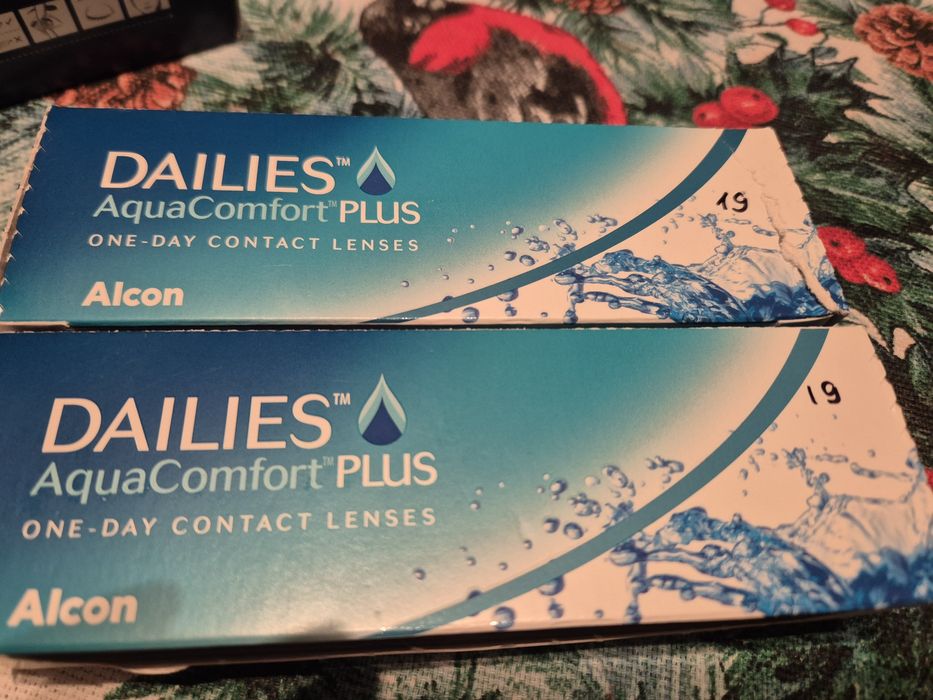 DAILIES™
AquaComfort™ PLUS
ONE-DAY CONTACT LENSES
Alcon
19
DAILIES™
AquaComfort™ PLUS
ONE-DAY CONTACT LENSES
Alcon
19